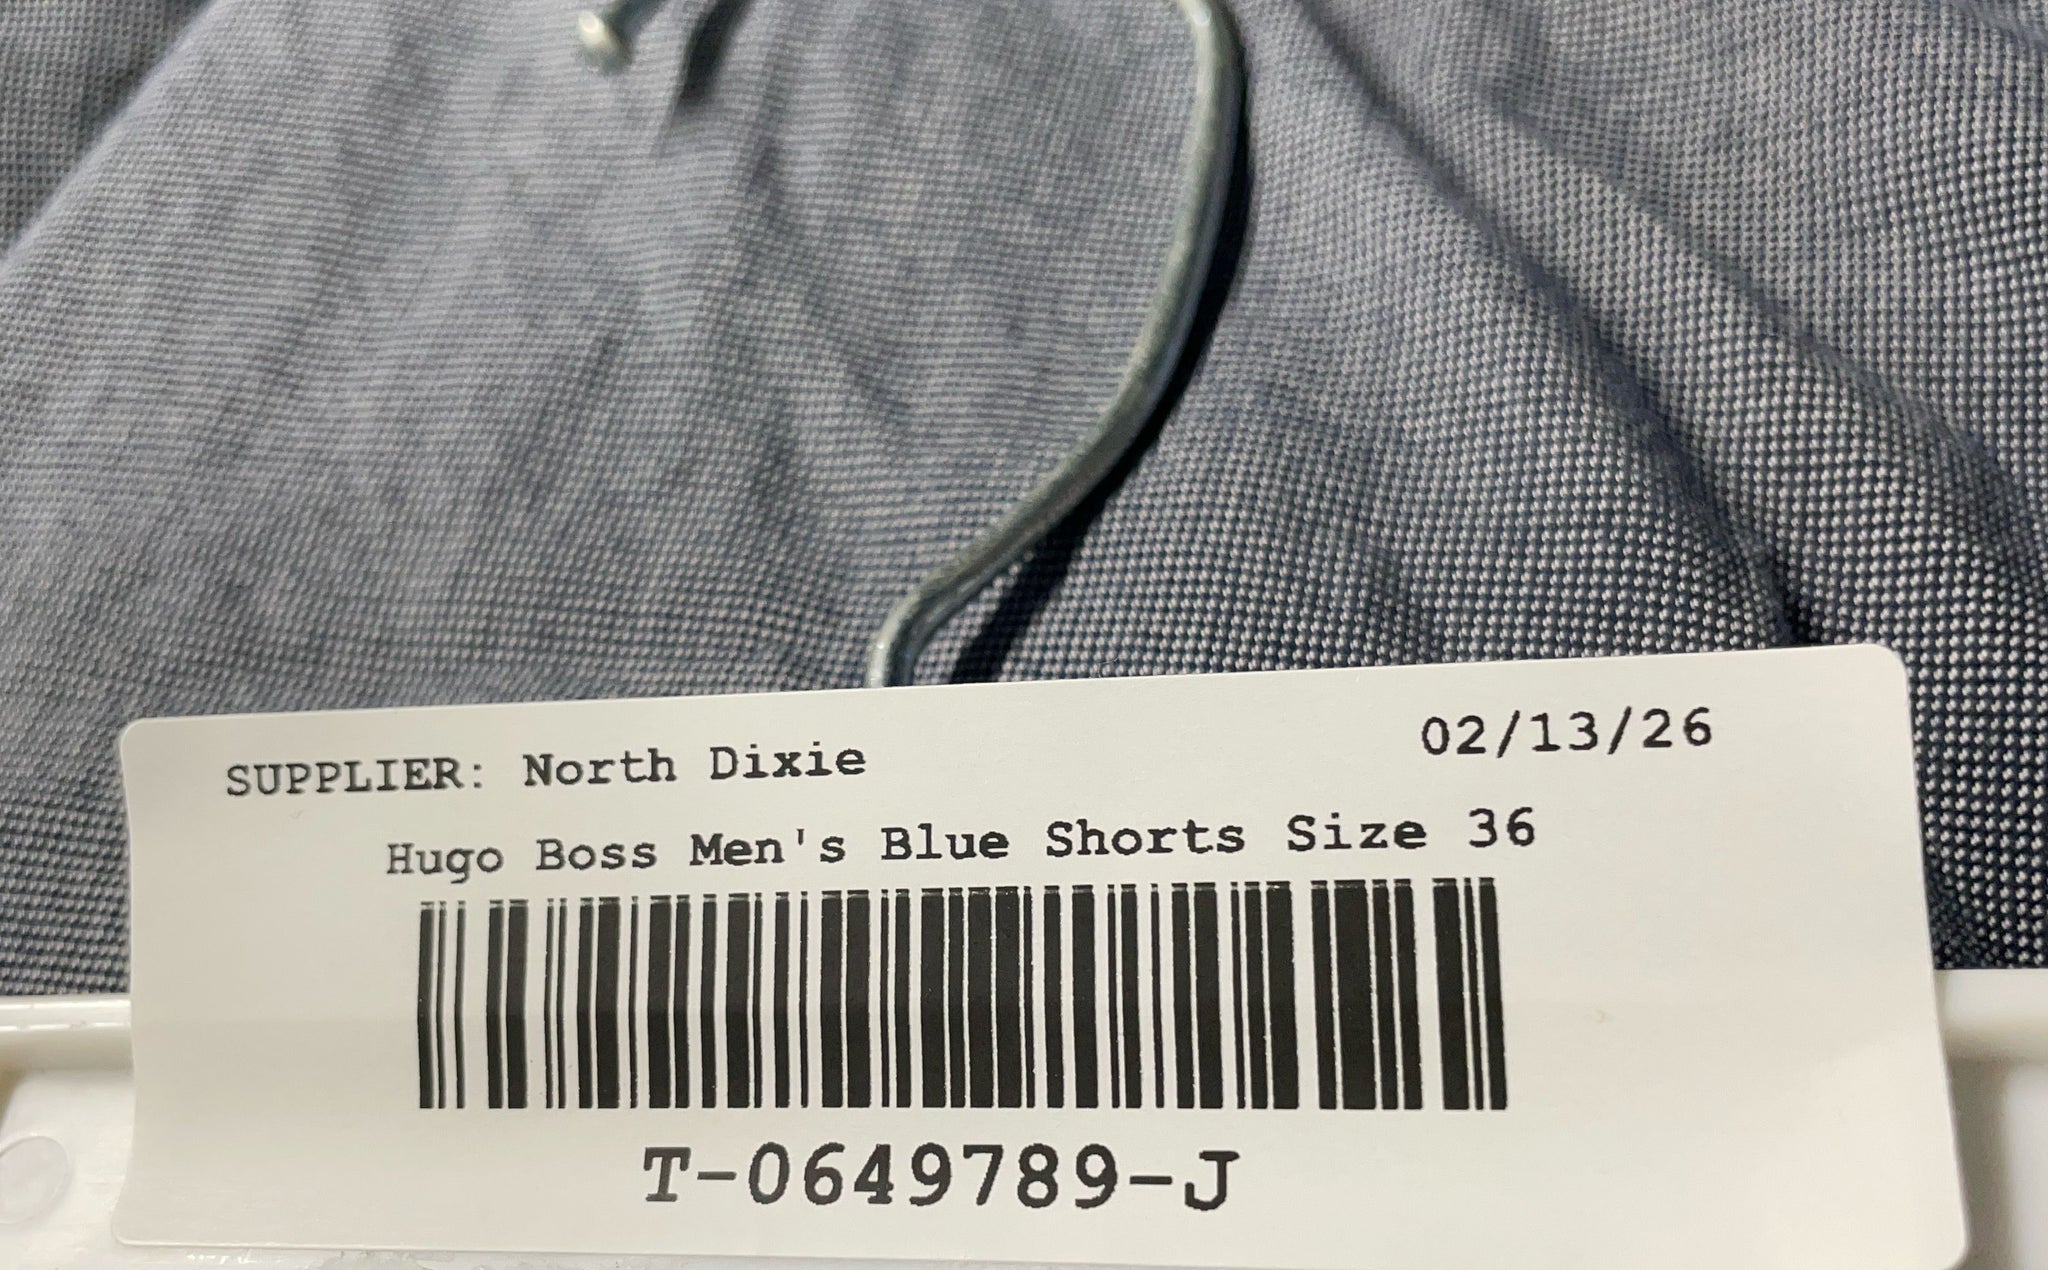 SUPPLIER: North Dixie 02/13/26
Hugo Boss Men's Blue Shorts Size 36
T-0649789-J